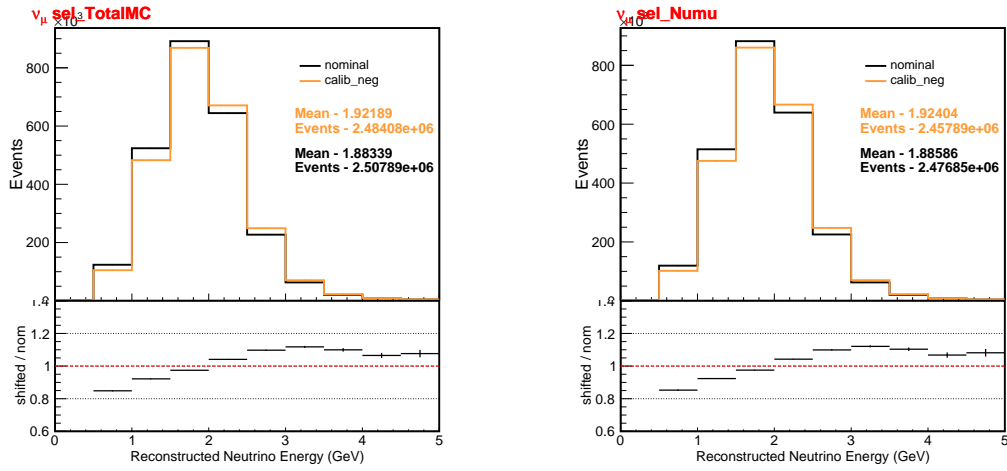 ν_μ sel_TotalMC
×10³
Events
800
600
400
200
nominal
calib_neg
Mean - 1.92189
Events - 2.48408e+06
Mean - 1.88339
Events - 2.50789e+06
shifted / nom
1.2
1
0.8
0.6
0 1 2 3 4 5
Reconstructed Neutrino Energy (GeV)
ν_μ sel_Numu
Events
800
600
400
200
nominal
calib_neg
Mean - 1.92404
Events - 2.45789e+06
Mean - 1.88586
Events - 2.47685e+06
shifted / nom
1.2
1
0.8
0.6
0 1 2 3 4 5
Reconstructed Neutrino Energy (GeV)